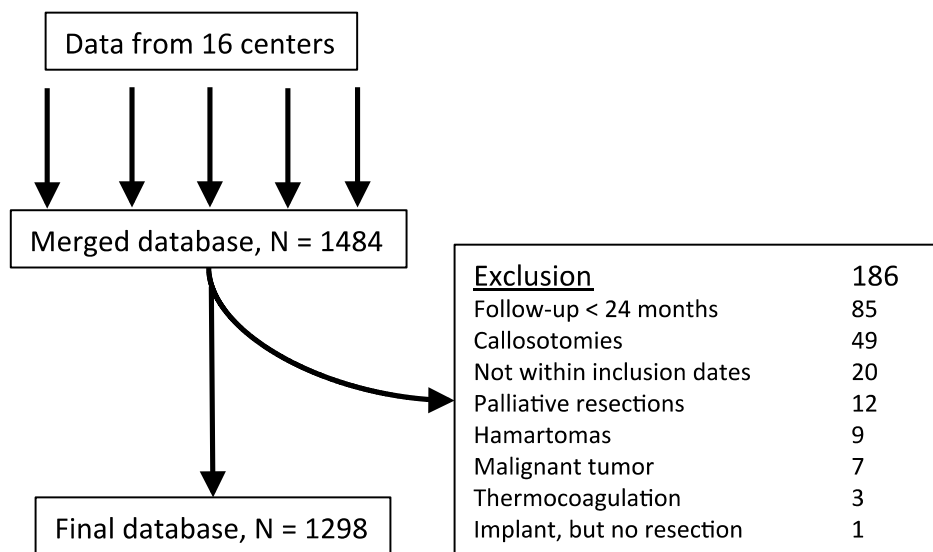 Data from 16 centers
Merged database, N = 1484
Exclusion 186
Follow-up < 24 months 85
Callosotomies 49
Not within inclusion dates 20
Palliative resections 12
Hamartomas 9
Malignant tumor 7
Thermocoagulation 3
Implant, but no resection 1
Final database, N = 1298